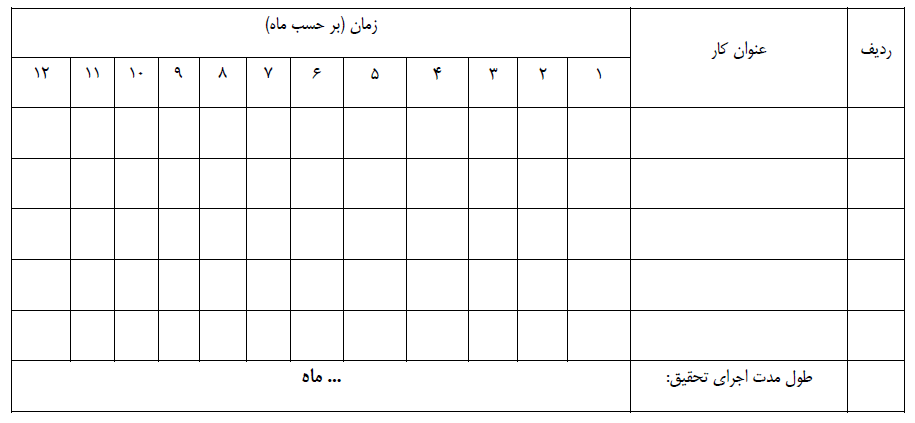 ردیف
عنوان کار
زمان (بر حسب ماه)
۱ ۲ ۳ ۴ ۵ ۶ ۷ ۸ ۹ ۱۰ ۱۱ ۱۲
طول مدت اجرای تحقیق:
... ماه